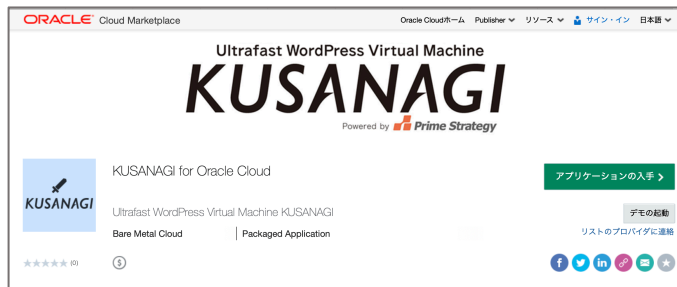 ORACLE Cloud Marketplace Oracle Cloudホーム Publisher リソース サイン・イン 日本語
Ultrafast WordPress Virtual Machine
KUSANAGI
Powered by Prime Strategy
KUSANAGI for Oracle Cloud
アプリケーションの入手
KUSANAGI
Ultrafast WordPress Virtual Machine KUSANAGI
デモの起動
Bare Metal Cloud Packaged Application
リストのプロバイダに連絡
(0)